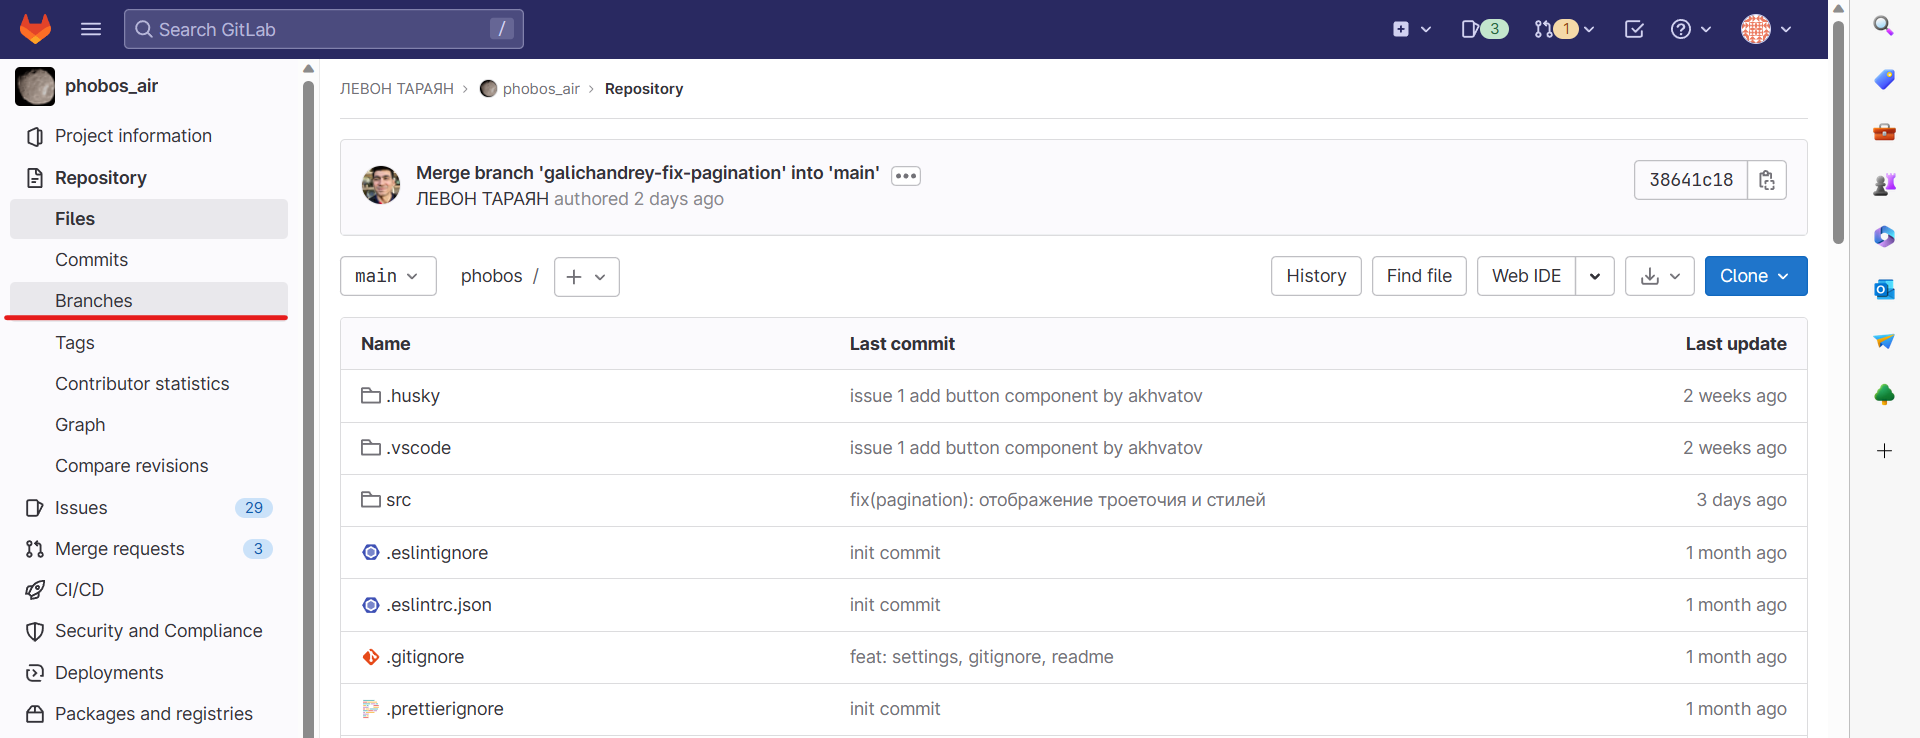 Search GitLab /
3
1
phobos_air
Project information
Repository
Files
Commits
Branches
Tags
Contributor statistics
Graph
Compare revisions
Issues 29
Merge requests 3
CI/CD
Security and Compliance
Deployments
Packages and registries
ЛЕВОН ТАРАЯН › phobos_air › Repository
Merge branch 'galichandrey-fix-pagination' into 'main'
ЛЕВОН ТАРАЯН authored 2 days ago
38641c18
main phobos /
History Find file Web IDE Clone
Name Last commit Last update
.husky issue 1 add button component by akhvatov 2 weeks ago
.vscode issue 1 add button component by akhvatov 2 weeks ago
src fix(pagination): отображение троеточия и стилей 3 days ago
.eslintignore init commit 1 month ago
.eslintrc.json init commit 1 month ago
.gitignore feat: settings, gitignore, readme 1 month ago
.prettierignore init commit 1 month ago